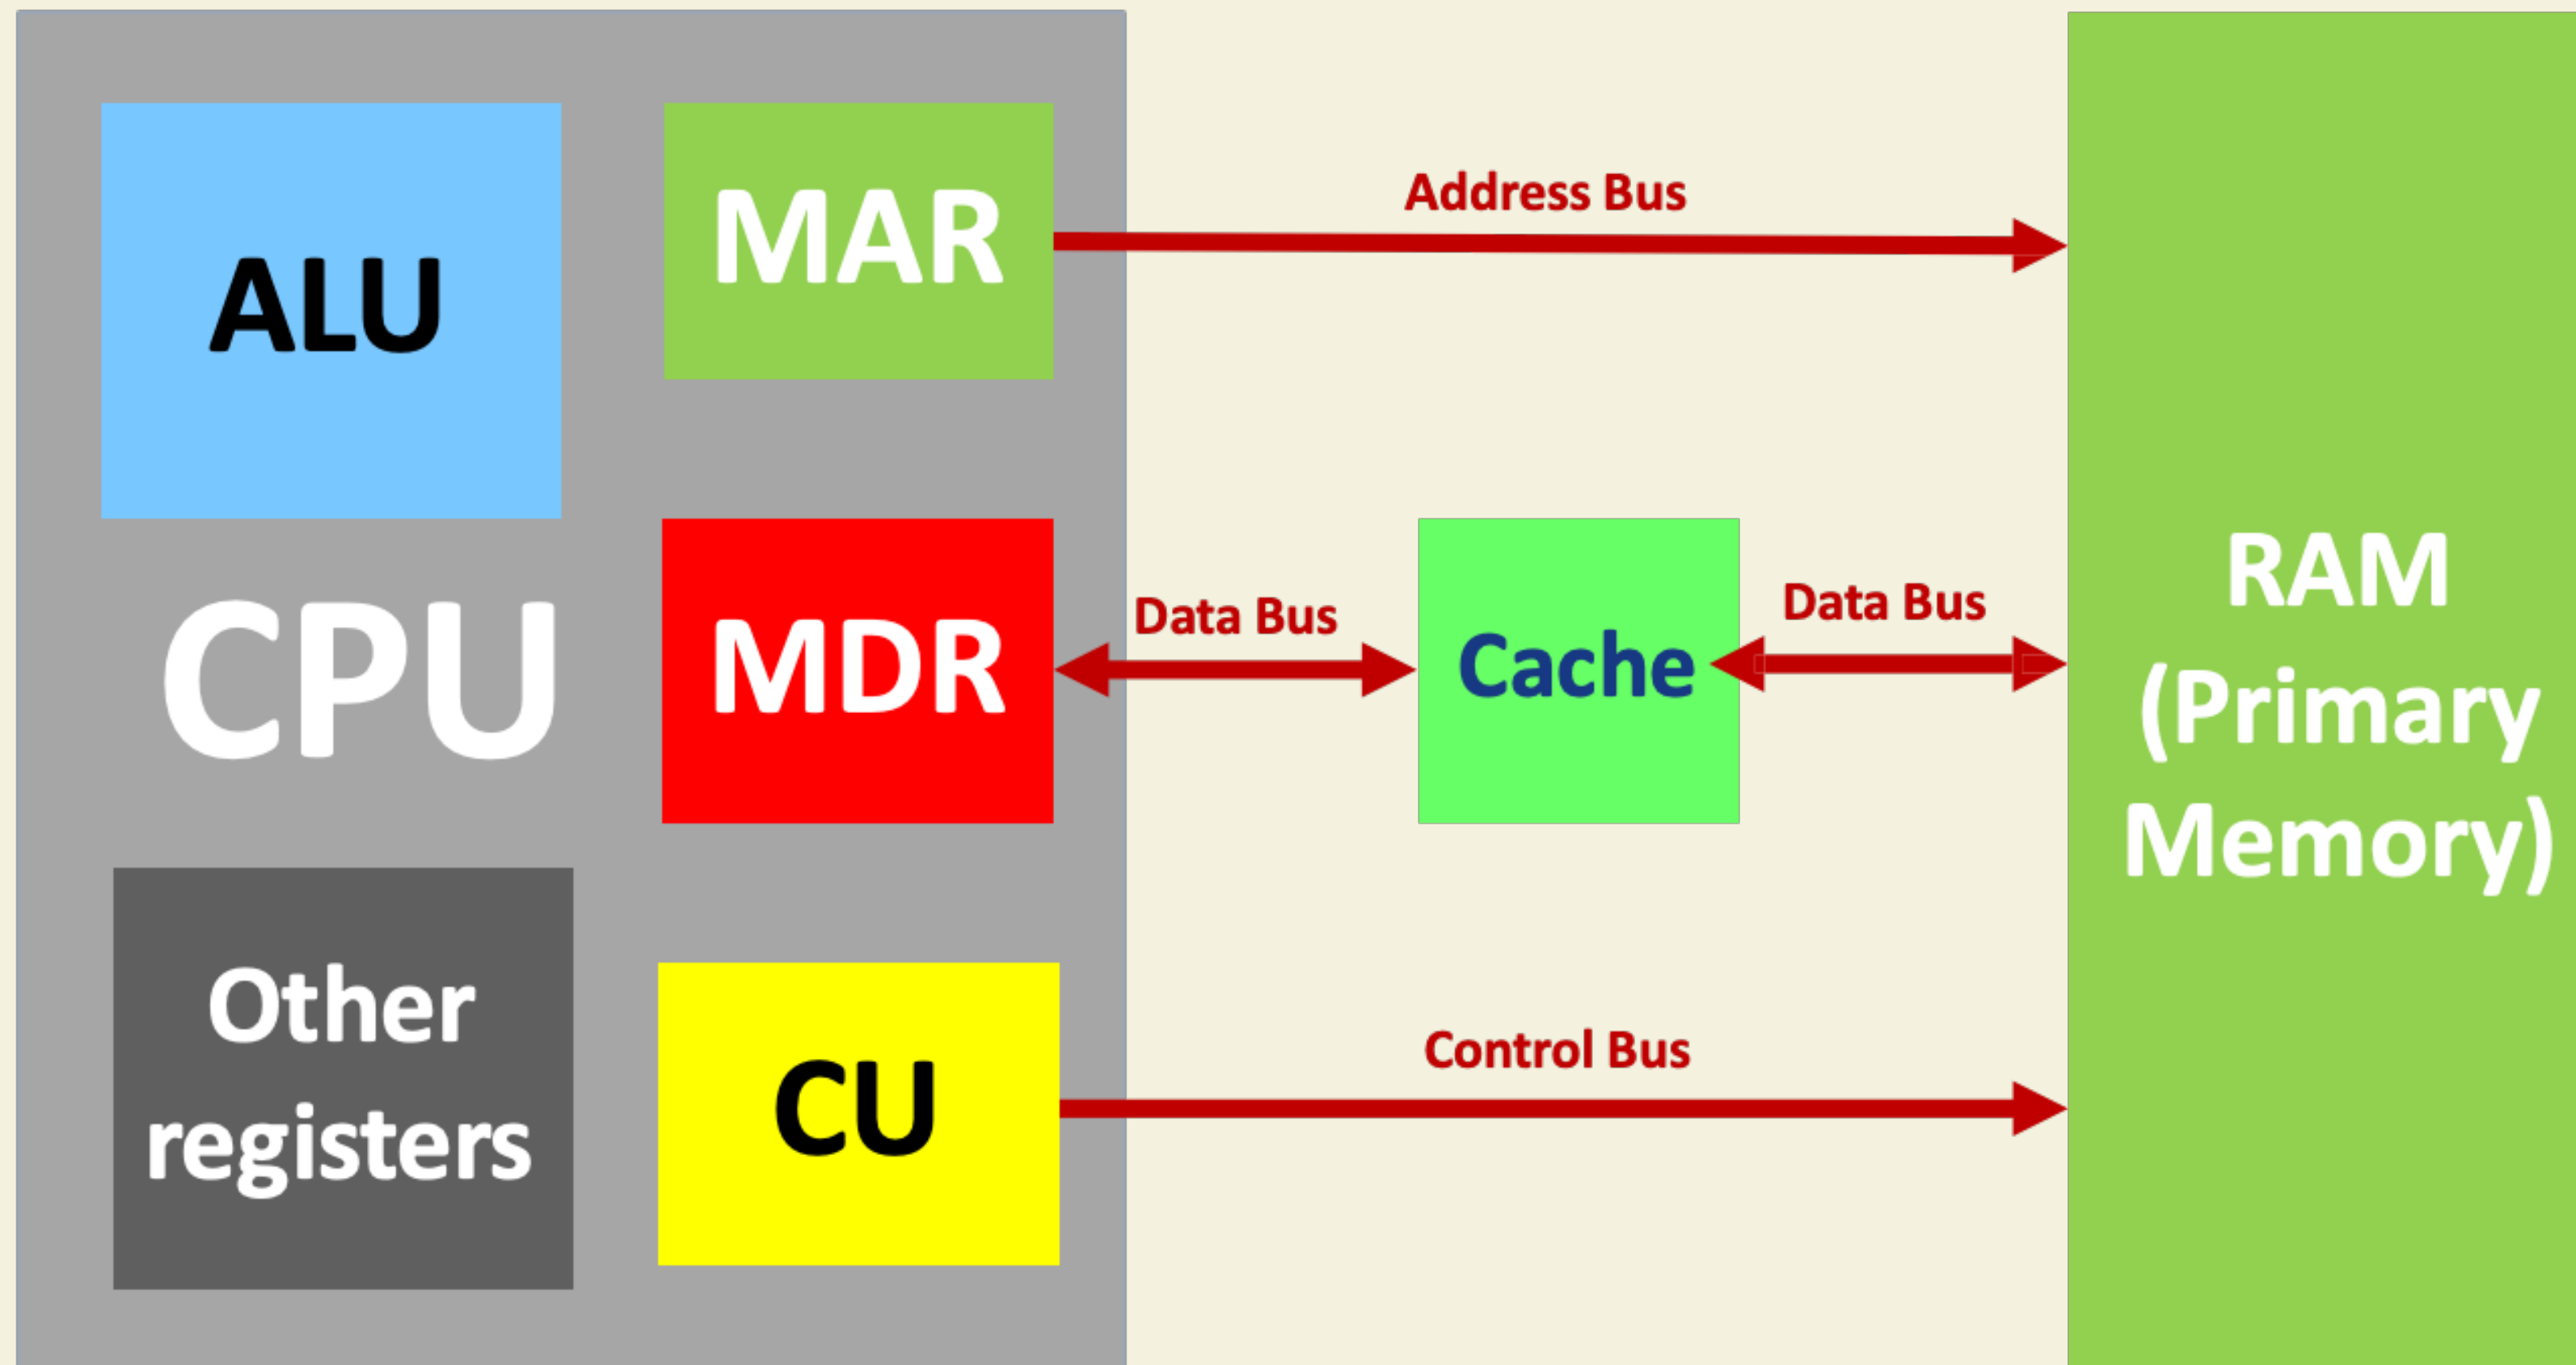 ALU
MAR
Address Bus
CPU
MDR
Data Bus
Cache
Data Bus
RAM
(Primary
Memory)
Other
registers
CU
Control Bus